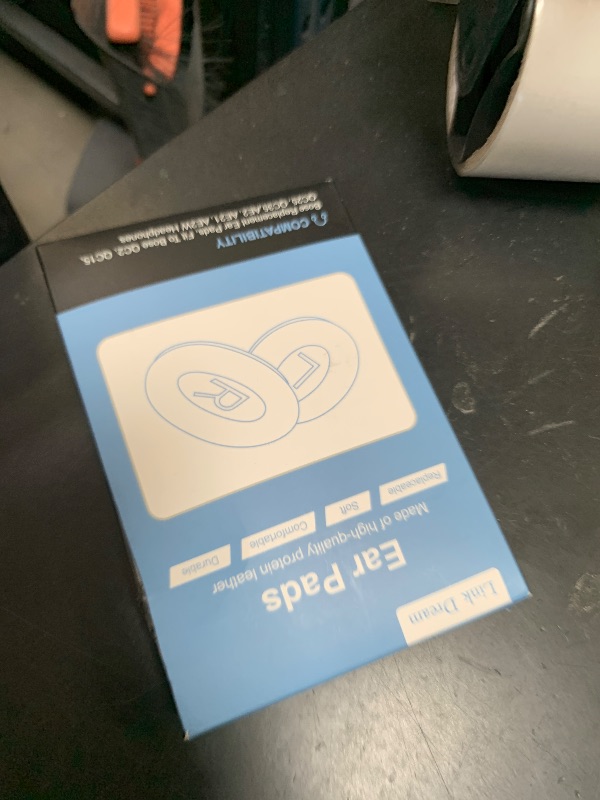 Link Dream
Ear Pads
Made of high-quality protein leather
Replaceable
Soft
Comfortable
Durable
L
R
COMPATIBILITY
Bose Replacement Ear Pads, Fit To Bose QC2, QC15,
QC25, QC35,AE2, AE2I, AE2W Headphones